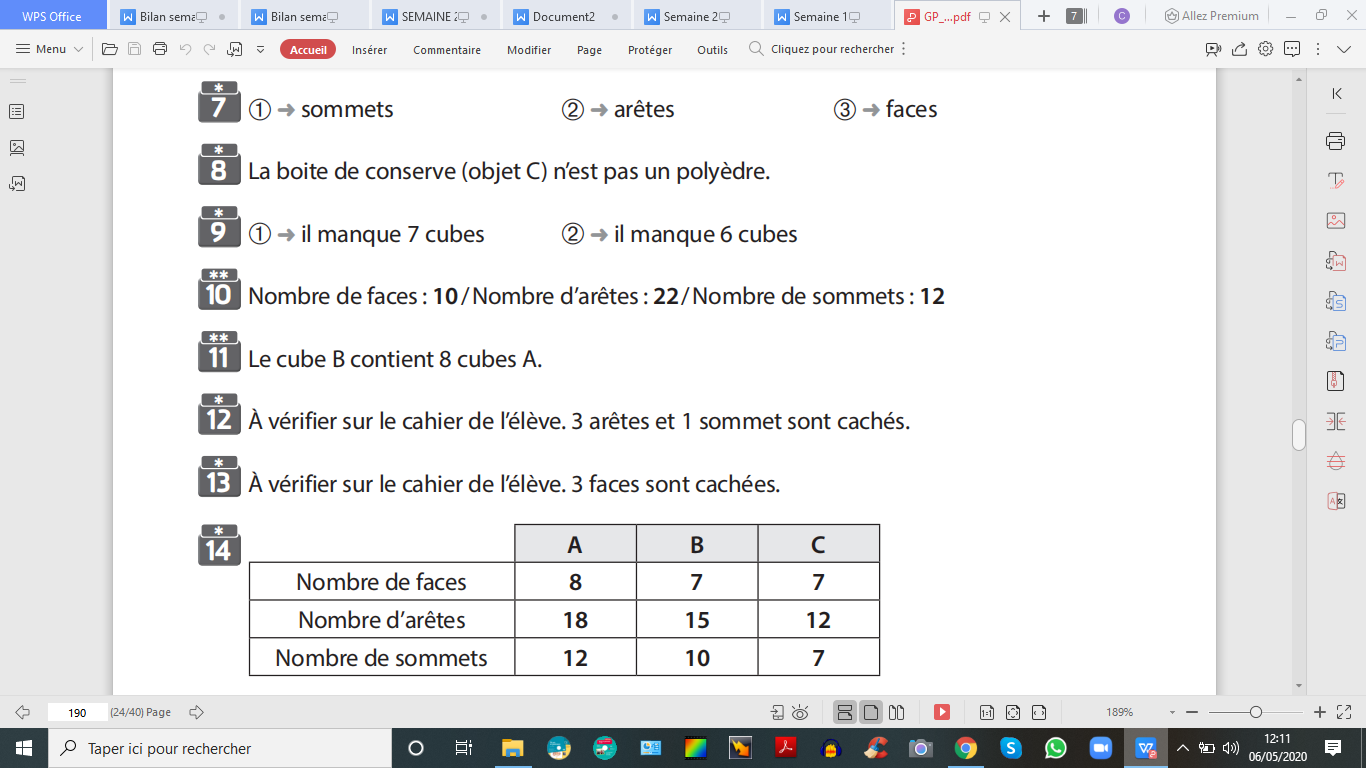 WPS Office Bilan sema Bilan sema SEMAINE 2 Document2 Semaine 2 Semaine 1 GP_...pdf 7 C Allez Premium
Menu Accueil Insérer Commentaire Modifier Page Protéger Outils Cliquez pour rechercher
* 7 ① → sommets ② → arêtes ③ → faces
* 8 La boite de conserve (objet C) n’est pas un polyèdre.
* 9 ① → il manque 7 cubes ② → il manque 6 cubes
** 10 Nombre de faces : 10 / Nombre d’arêtes : 22 / Nombre de sommets : 12
** 11 Le cube B contient 8 cubes A.
* 12 À vérifier sur le cahier de l’élève. 3 arêtes et 1 sommet sont cachés.
* 13 À vérifier sur le cahier de l’élève. 3 faces sont cachées.
* 14 A B C
Nombre de faces 8 7 7
Nombre d’arêtes 18 15 12
Nombre de sommets 12 10 7
190 (24/40) Page 1:1 189%
Taper ici pour rechercher 12:11
06/05/2020